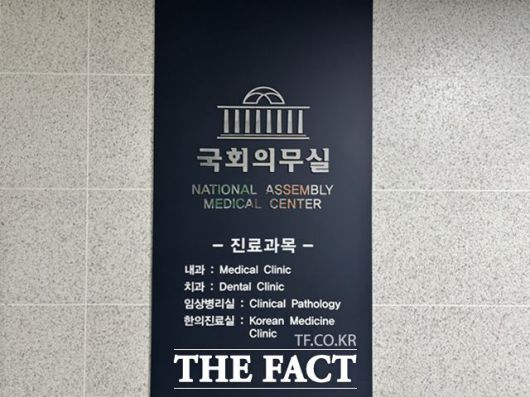 국회의무실
NATIONAL ASSEMBLY
MEDICAL CENTER
– 진료과목 –
내과 : Medical Clinic
치과 : Dental Clinic
임상병리실 : Clinical Pathology
한의진료실 : Korean Medicine
Clinic
TF.CO.KR
THE FACT